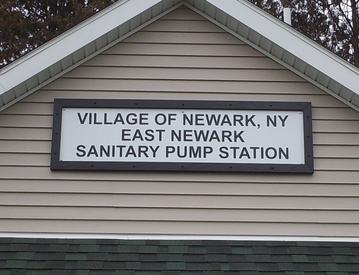 VILLAGE OF NEWARK, NY
EAST NEWARK
SANITARY PUMP STATION